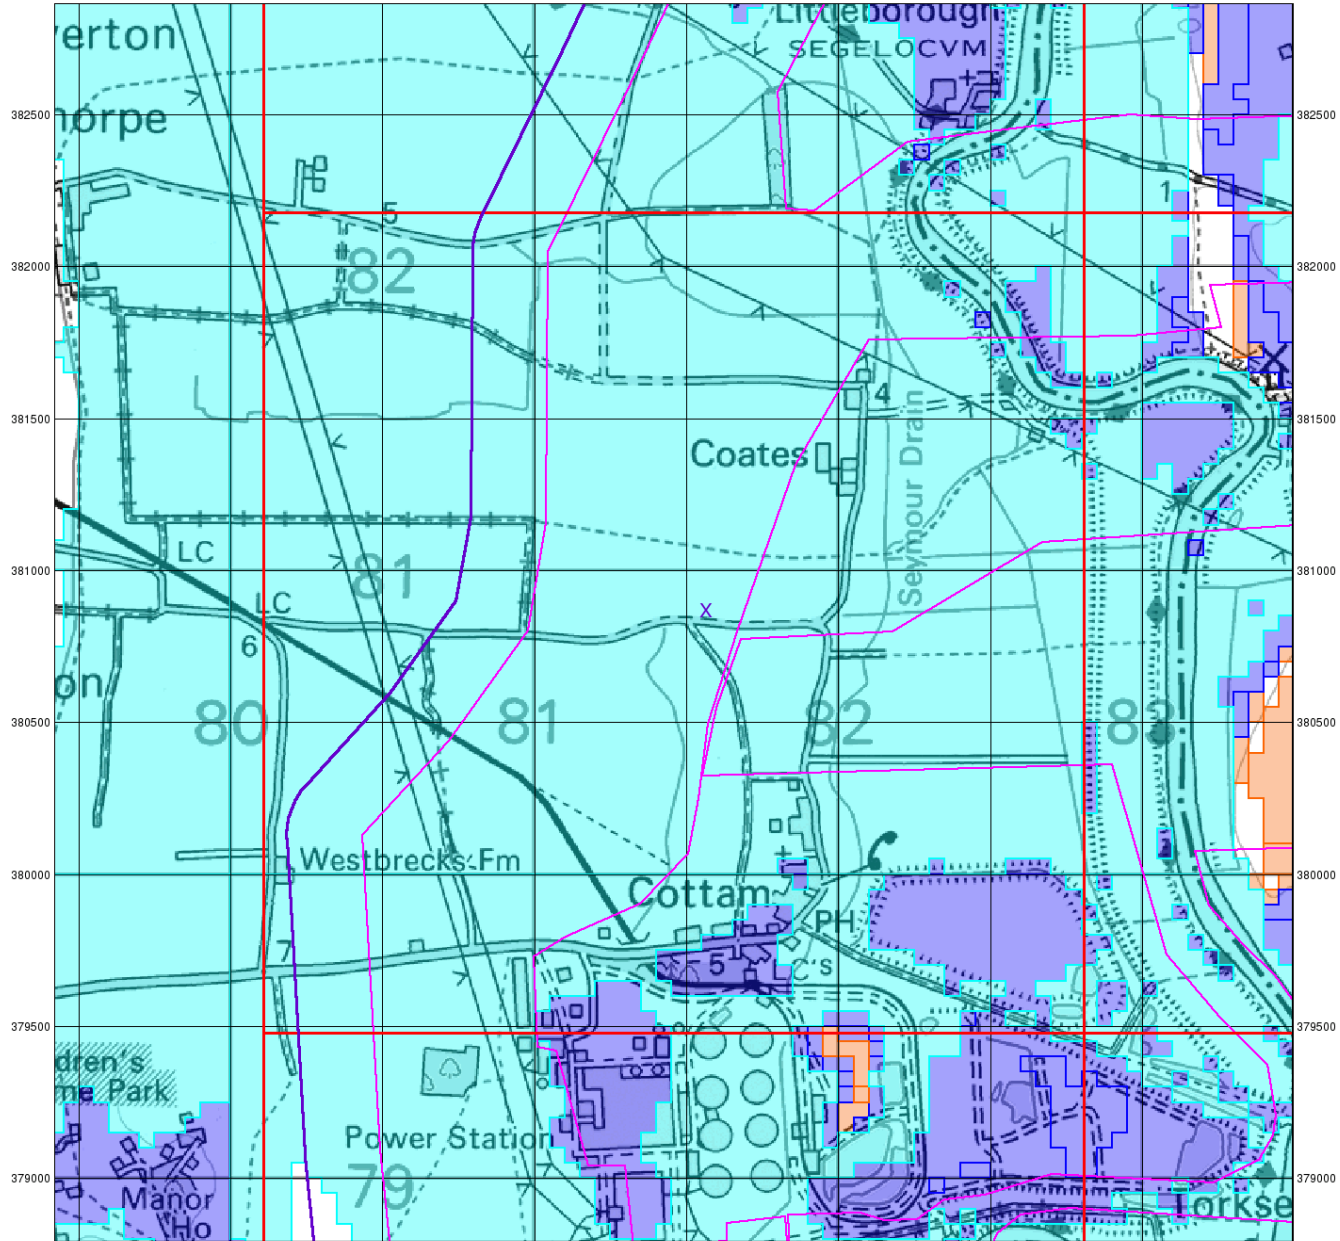 Littleborough
SEGELOCVM
erton
382500
382500
horpe
1
5
82
382000
382000
4
381500
381500
Coates
Seymour Drain
LC
81
381000
381000
LC
X
6
on
80
81
82
83
380500
380500
Westbrecks Fm
380000
380000
Cottam
PH
7
5
C's
379500
379500
dren's
me Park
Power Station
79
379000
379000
Manor
Ho
Torkse